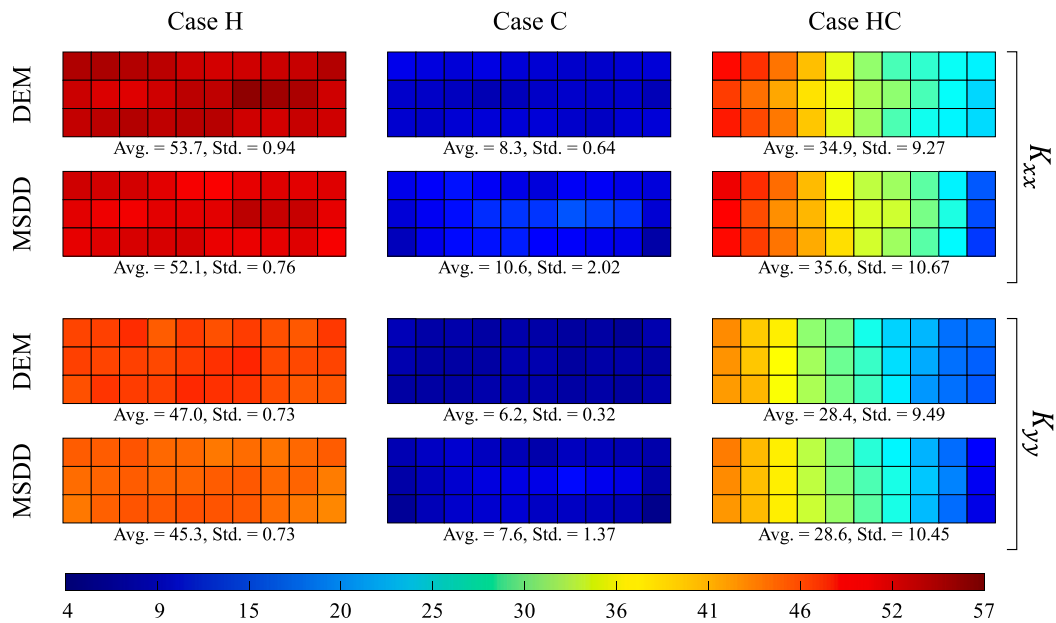 Case H Case C Case HC
DEM
Avg. = 53.7, Std. = 0.94 Avg. = 8.3, Std. = 0.64 Avg. = 34.9, Std. = 9.27
K_xx
MSDD
Avg. = 52.1, Std. = 0.76 Avg. = 10.6, Std. = 2.02 Avg. = 35.6, Std. = 10.67
DEM
Avg. = 47.0, Std. = 0.73 Avg. = 6.2, Std. = 0.32 Avg. = 28.4, Std. = 9.49
K_yy
MSDD
Avg. = 45.3, Std. = 0.73 Avg. = 7.6, Std. = 1.37 Avg. = 28.6, Std. = 10.45
4 9 15 20 25 30 36 41 46 52 57